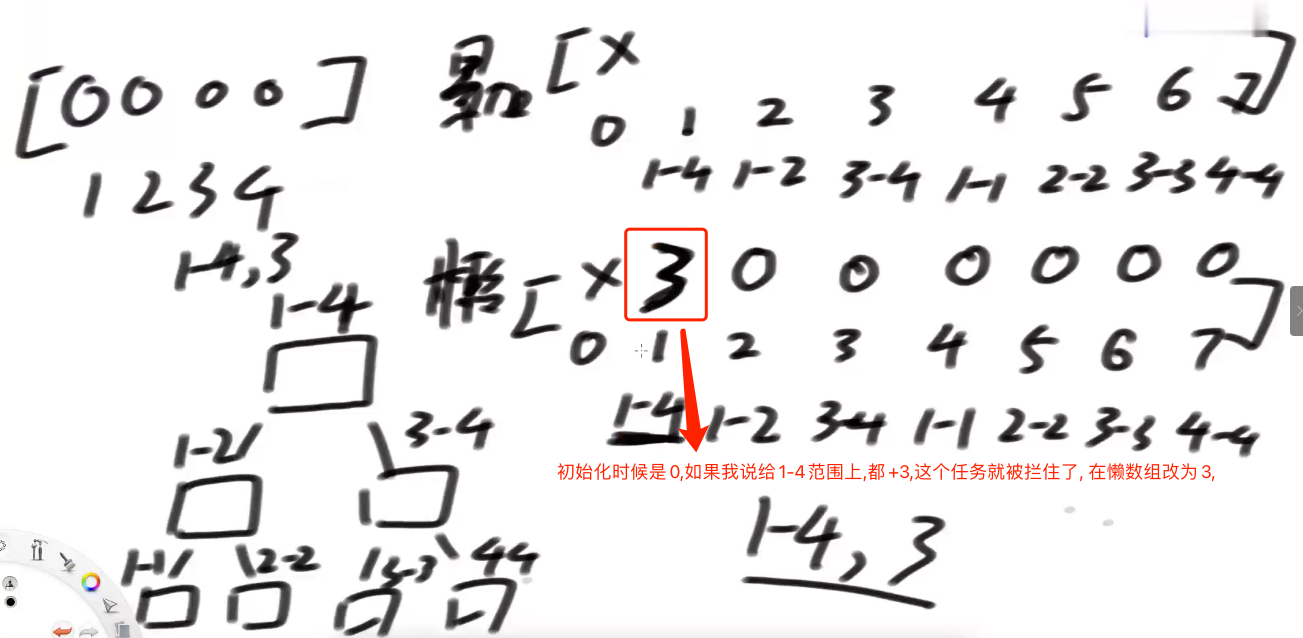 [0 0 0 0]
1 2 3 4
1-4,3
1-4
1-2 3-4
1-1 2-2 3-3 44
累加 [X
0 1 2 3 4 5 6 7]
1-4 1-2 3-4 1-1 2-2 3-3 4-4
懒 [X 3 0 0 0 0 0 0]
0 1 2 3 4 5 6 7
1-4 1-2 3-4 1-1 2-2 3-3 4-4
初始化时候是0,如果我说给1-4范围上,都+3,这个任务就被拦住了, 在懒数组改为3,
1-4,3